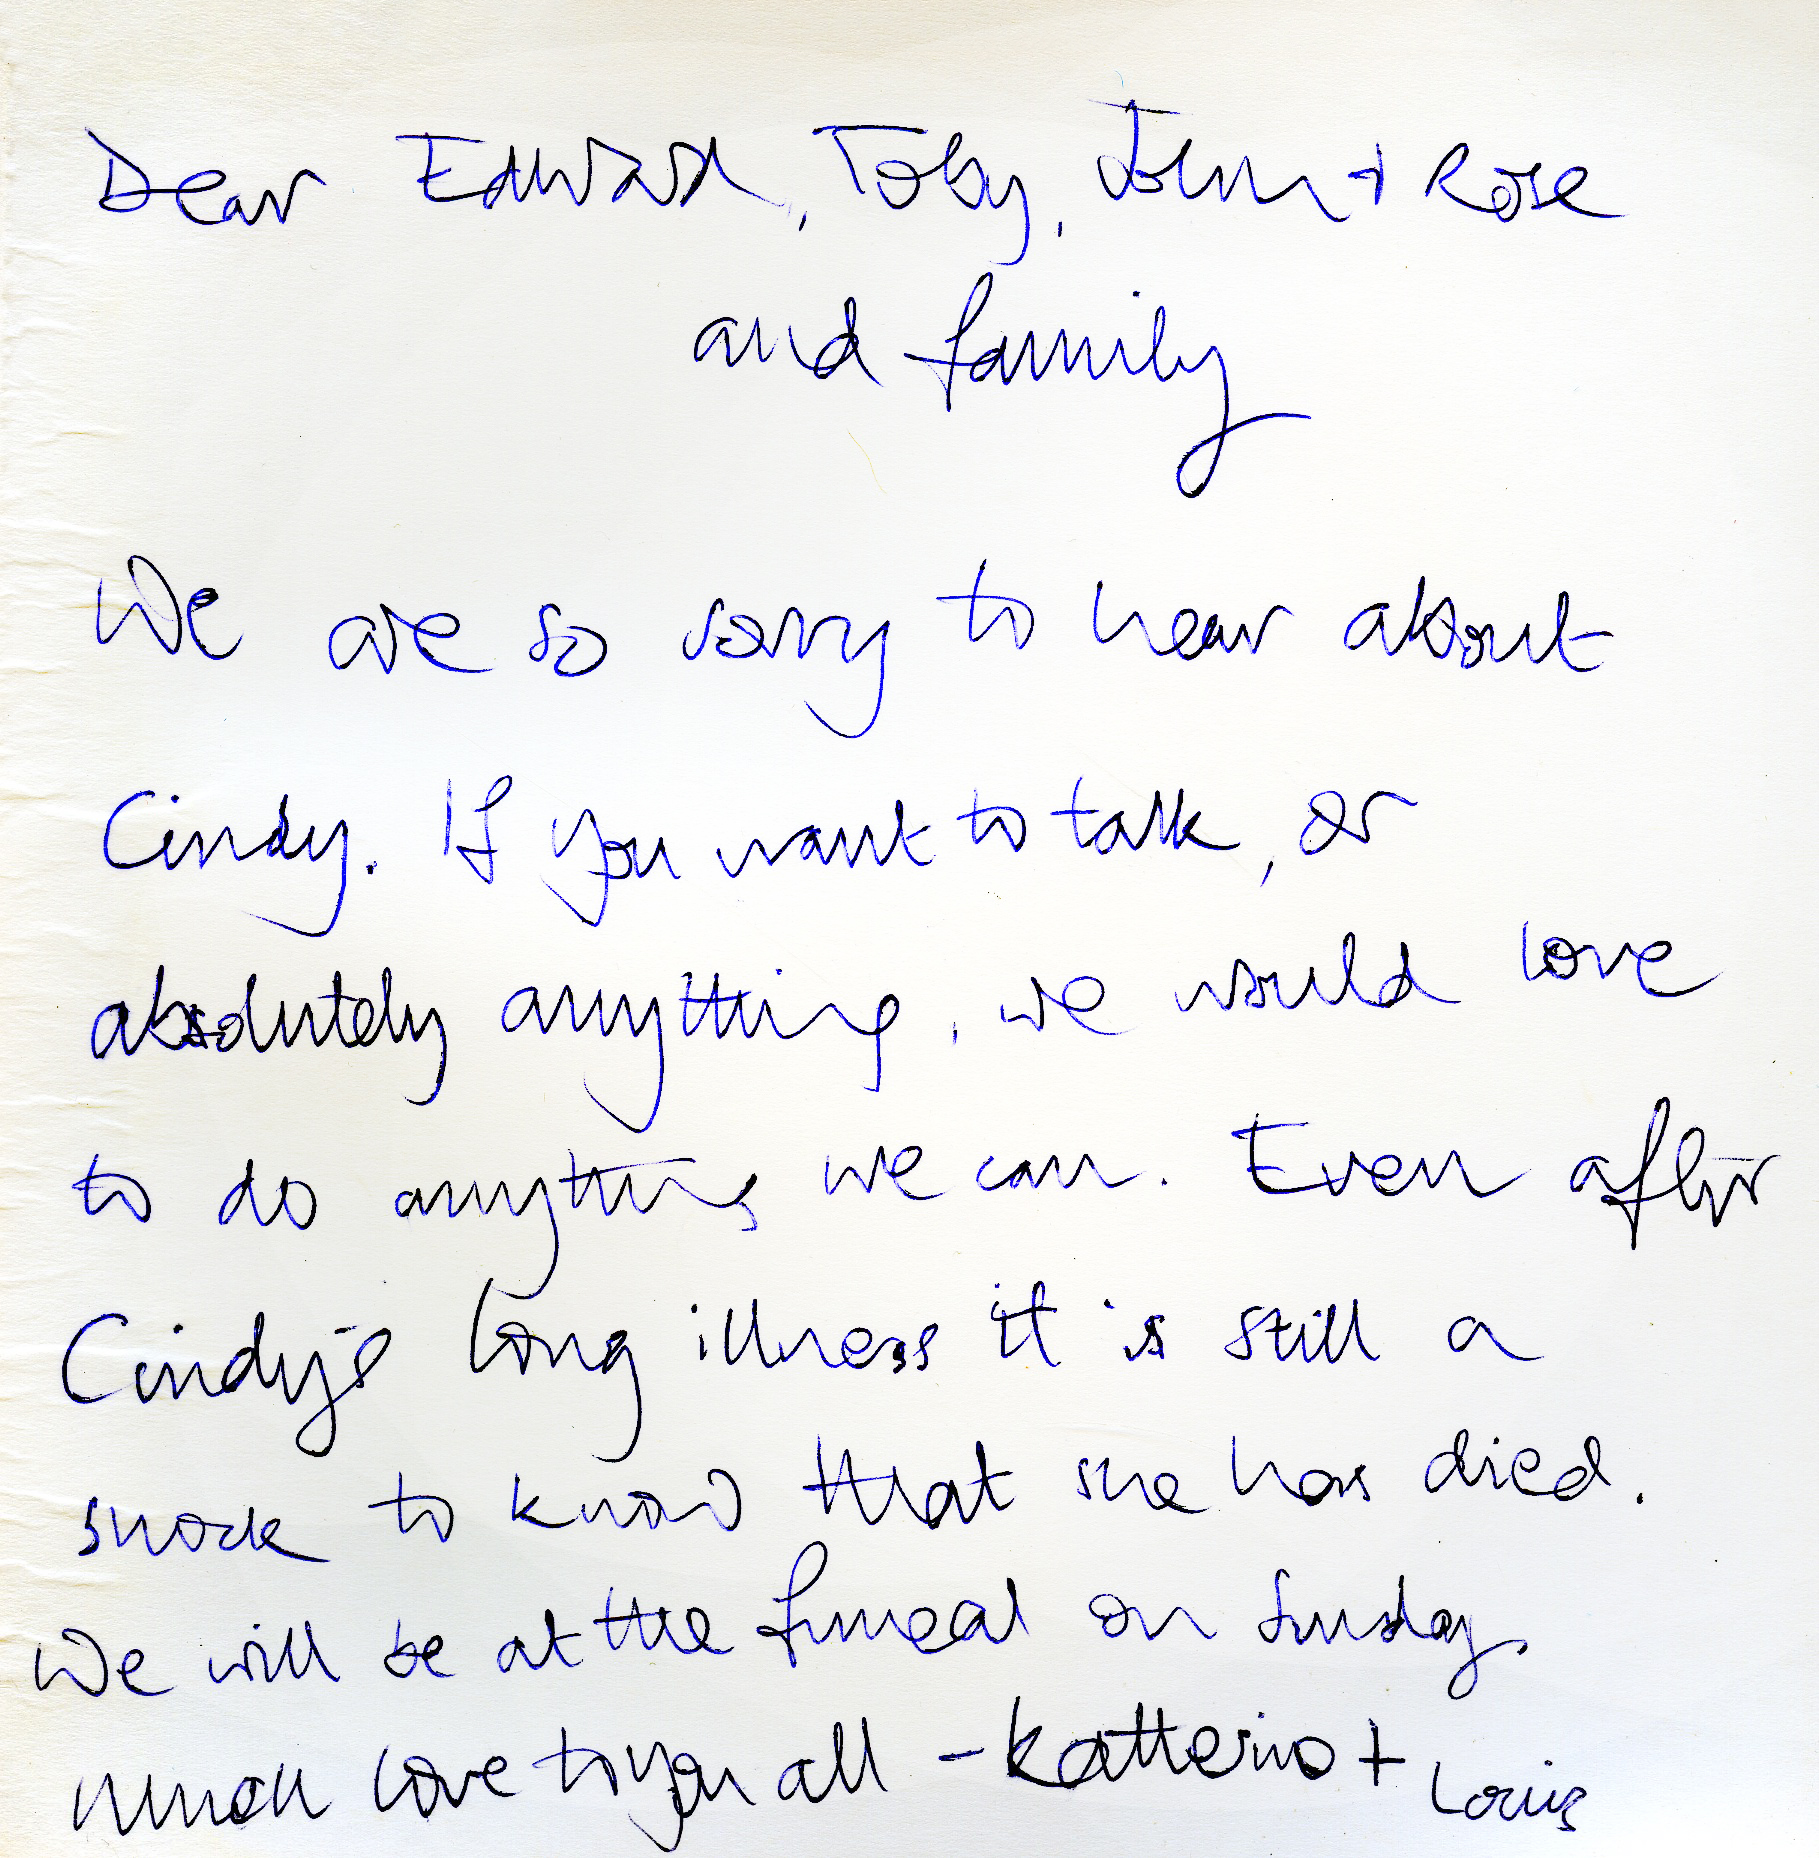 Dear Edward, Toby, John + Rose
and family
We are so sorry to hear about
Cindy. If you want to talk, or
absolutely anything, we would love
to do anything we can. Even after
Cindy's long illness it is still a
shock to know that she has died.
We will be at the funeral on Sunday.
Much love to you all - + Louis